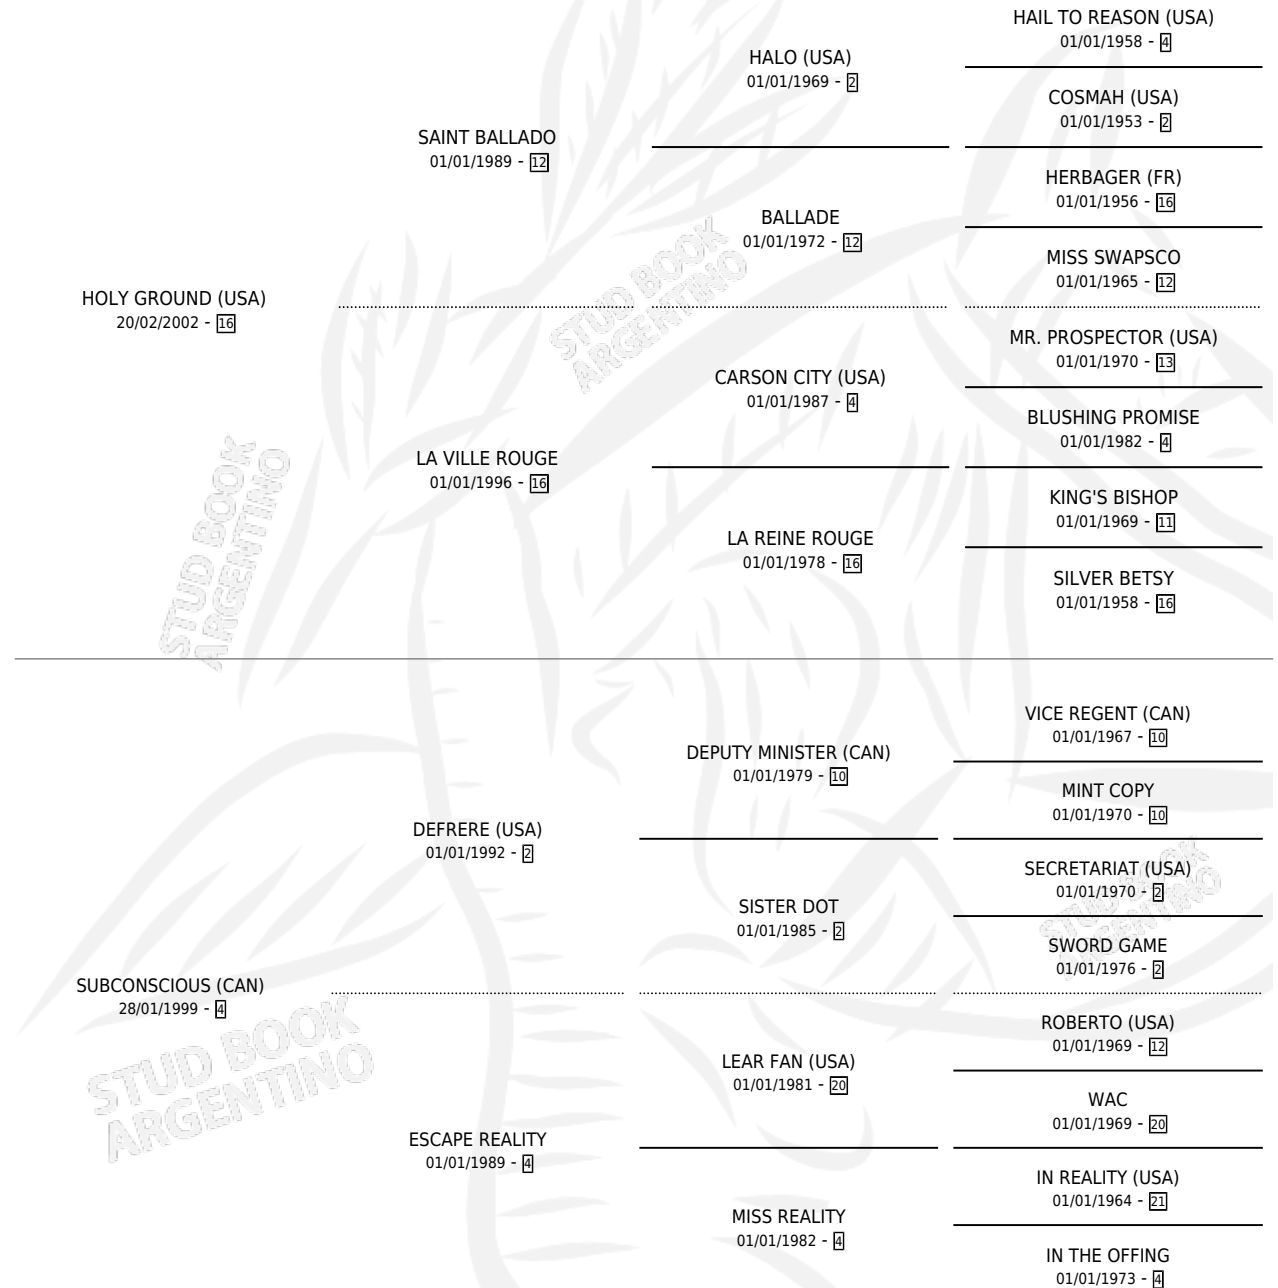 HAIL TO REASON (USA)
01/01/1958 - 4
HALO (USA)
01/01/1969 - 2
COSMAH (USA)
01/01/1953 - 2
SAINT BALLADO
01/01/1989 - 12
HERBAGER (FR)
01/01/1956 - 16
BALLADE
01/01/1972 - 12
MISS SWAPSCO
01/01/1965 - 12
HOLY GROUND (USA)
20/02/2002 - 16
STUD BOOK
ARGENTINO
MR. PROSPECTOR (USA)
01/01/1970 - 13
CARSON CITY (USA)
01/01/1987 - 4
BLUSHING PROMISE
01/01/1982 - 4
LA VILLE ROUGE
01/01/1996 - 16
KING'S BISHOP
01/01/1969 - 11
LA REINE ROUGE
01/01/1978 - 16
SILVER BETSY
01/01/1958 - 16
STUD BOOK
ARGENTINO
VICE REGENT (CAN)
01/01/1967 - 10
DEPUTY MINISTER (CAN)
01/01/1979 - 10
MINT COPY
01/01/1970 - 10
DEFRERE (USA)
01/01/1992 - 2
SECRETARIAT (USA)
01/01/1970 - 2
SISTER DOT
01/01/1985 - 2
STUD BOOK
ARGENTINO
SWORD GAME
01/01/1976 - 2
SUBCONSCIOUS (CAN)
28/01/1999 - 4
STUD BOOK
ARGENTINO
ROBERTO (USA)
01/01/1969 - 12
LEAR FAN (USA)
01/01/1981 - 20
WAC
01/01/1969 - 20
ESCAPE REALITY
01/01/1989 - 4
IN REALITY (USA)
01/01/1964 - 21
MISS REALITY
01/01/1982 - 4
IN THE OFFING
01/01/1973 - 4